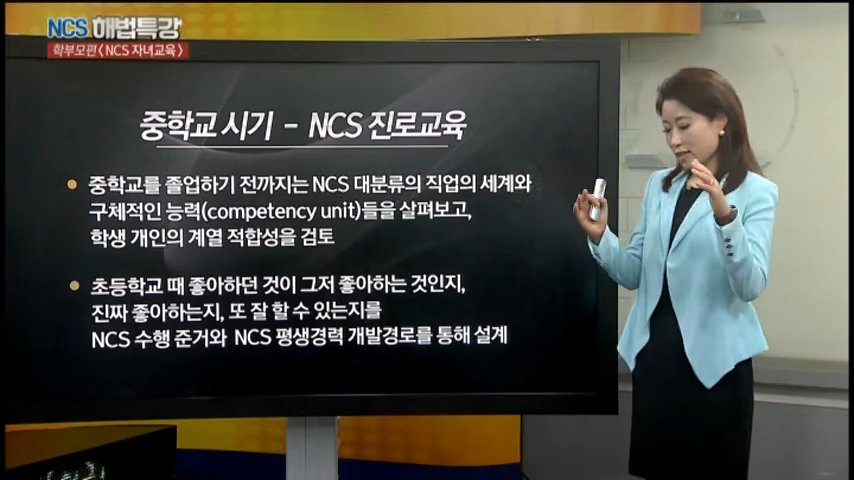 NCS 해법특강
학부모편 < NCS 자녀교육 >
중학교 시기 - NCS 진로교육
• 중학교를 졸업하기 전까지는 NCS 대분류의 직업의 세계와
구체적인 능력(competency unit)들을 살펴보고,
학생 개인의 계열 적합성을 검토
• 초등학교 때 좋아하던 것이 그저 좋아하는 것인지,
진짜 좋아하는지, 또 잘 할 수 있는지를
NCS 수행 준거와 NCS 평생경력 개발경로를 통해 설계